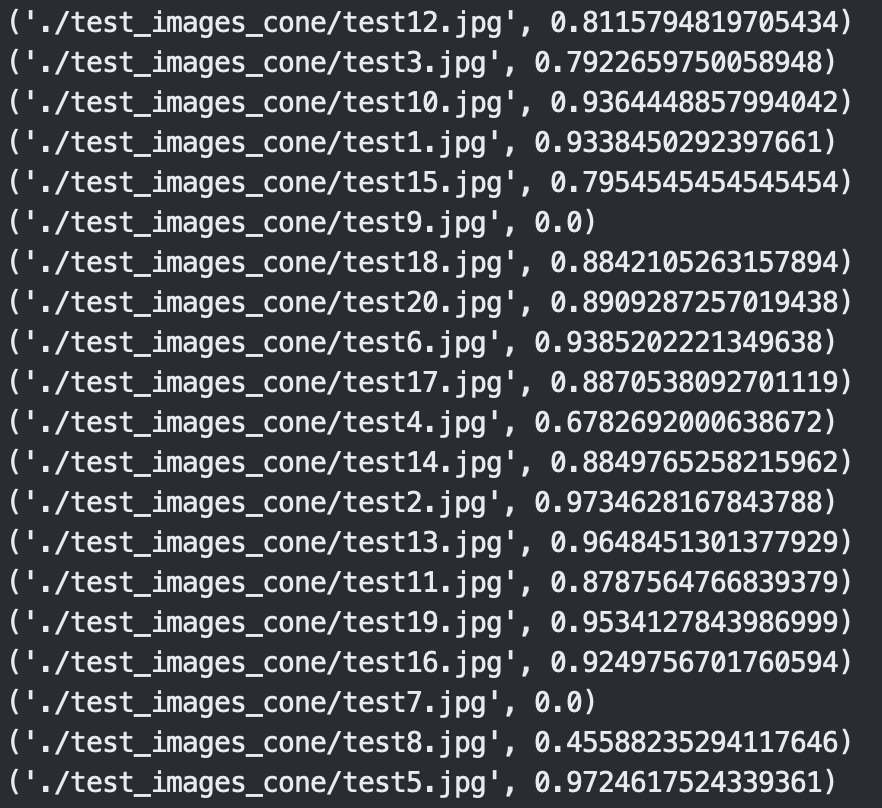 ('./test_images_cone/test12.jpg', 0.8115794819705434)
('./test_images_cone/test3.jpg', 0.7922659750058948)
('./test_images_cone/test10.jpg', 0.9364448857994042)
('./test_images_cone/test1.jpg', 0.9338450292397661)
('./test_images_cone/test15.jpg', 0.7954545454545454)
('./test_images_cone/test9.jpg', 0.0)
('./test_images_cone/test18.jpg', 0.8842105263157894)
('./test_images_cone/test20.jpg', 0.8909287257019438)
('./test_images_cone/test6.jpg', 0.9385202221349638)
('./test_images_cone/test17.jpg', 0.8870538092701119)
('./test_images_cone/test4.jpg', 0.6782692000638672)
('./test_images_cone/test14.jpg', 0.8849765258215962)
('./test_images_cone/test2.jpg', 0.9734628167843788)
('./test_images_cone/test13.jpg', 0.9648451301377929)
('./test_images_cone/test11.jpg', 0.8787564766839379)
('./test_images_cone/test19.jpg', 0.9534127843986999)
('./test_images_cone/test16.jpg', 0.9249756701760594)
('./test_images_cone/test7.jpg', 0.0)
('./test_images_cone/test8.jpg', 0.45588235294117646)
('./test_images_cone/test5.jpg', 0.9724617524339361)